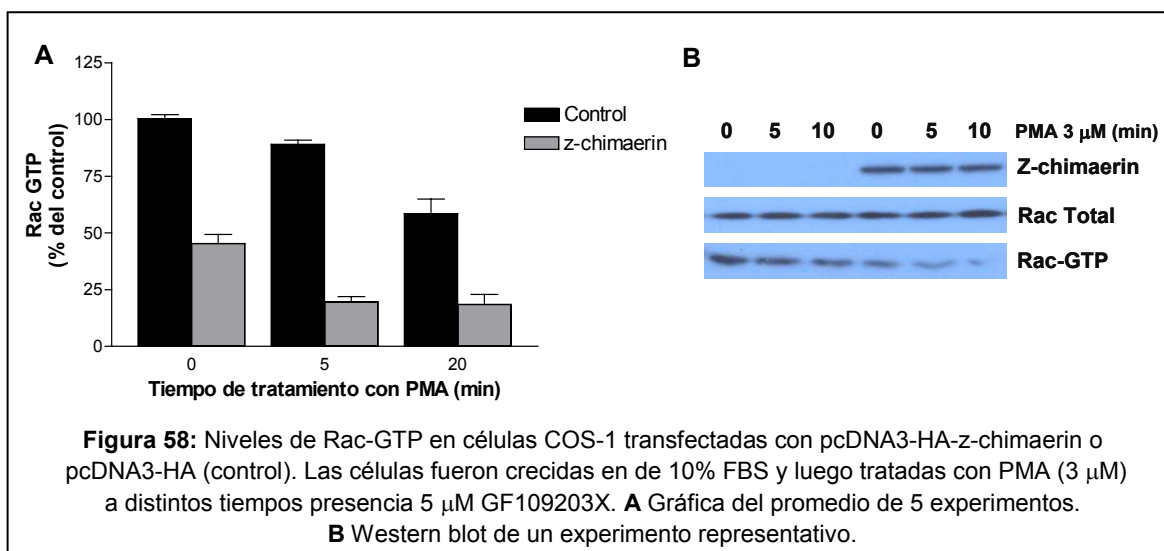 A
125
100
75
50
25
0
Rac GTP
(% del control)
0 5 20
Tiempo de tratamiento con PMA (min)
Control
z-chimaerin
B
0 5 10 0 5 10 PMA 3 μM (min)
Z-chimaerin
Rac Total
Rac-GTP
Figura 58: Niveles de Rac-GTP en células COS-1 transfectadas con pcDNA3-HA-z-chimaerin o
pcDNA3-HA (control). Las células fueron crecidas en de 10% FBS y luego tratadas con PMA (3 μM)
a distintos tiempos presencia 5 μM GF109203X. A Gráfica del promedio de 5 experimentos.
B Western blot de un experimento representativo.